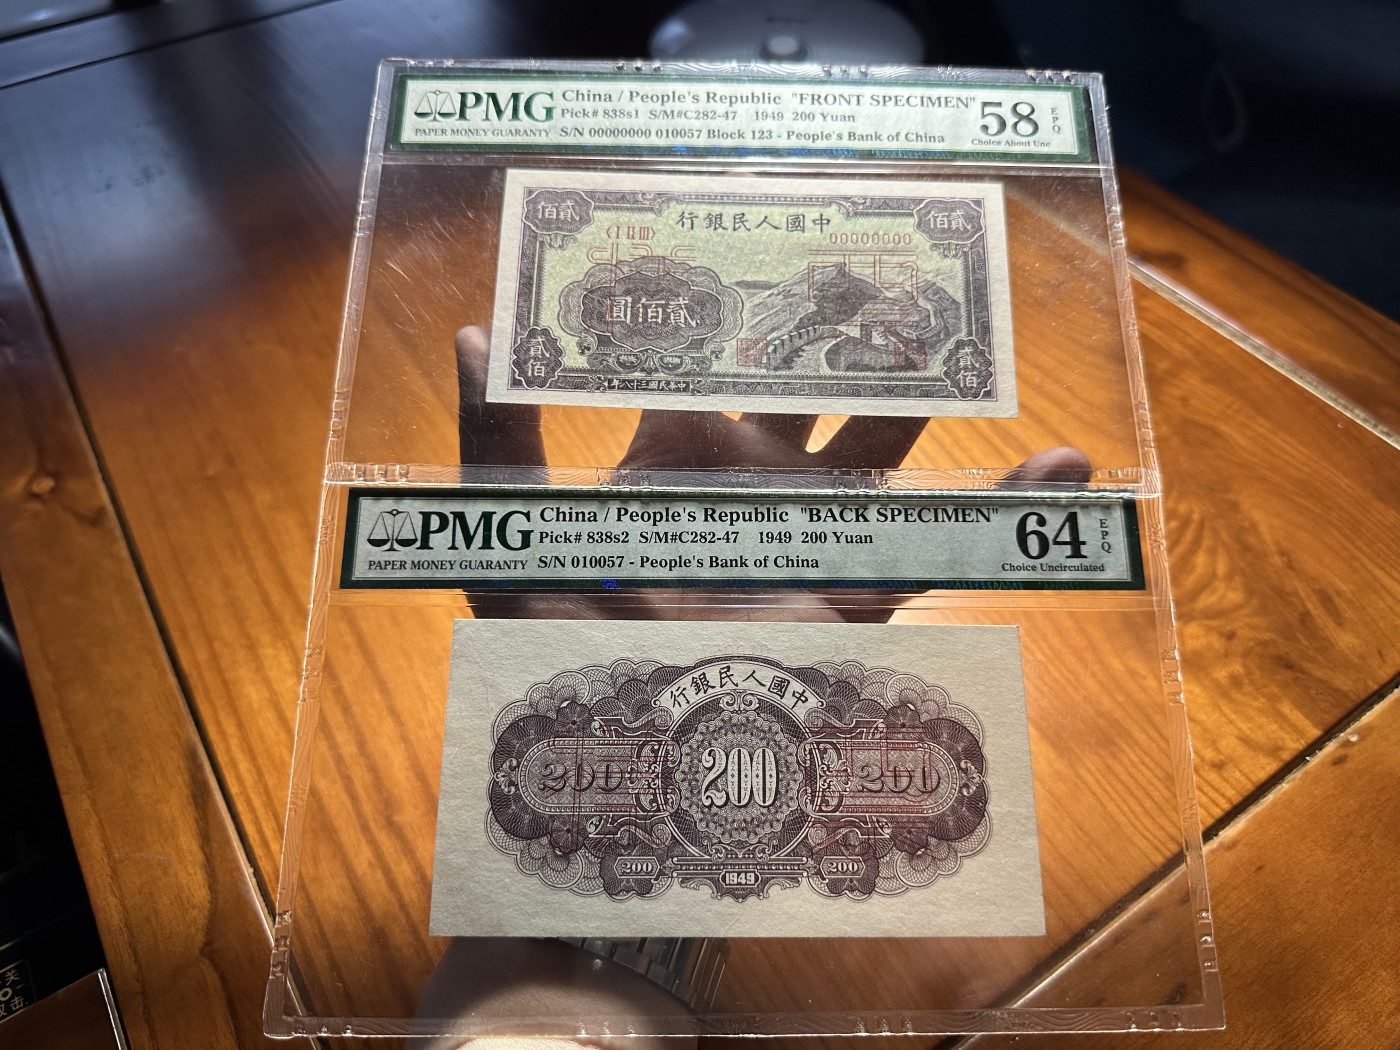 PMG
PAPER MONEY GUARANTY
China / People's Republic "FRONT SPECIMEN"
Pick# 838s1 S/M#C282-47 1949 200 Yuan
S/N 00000000 010057 Block 123 - People's Bank of China
58 EPQ
Choice About Unc
行銀民人國中
佰貳
佰貳
〈I II III〉
00000000
圓佰貳
貳佰
貳佰
年八十三國民華中
PMG
PAPER MONEY GUARANTY
China / People's Republic "BACK SPECIMEN"
Pick# 838s2 S/M#C282-47 1949 200 Yuan
S/N 010057 - People's Bank of China
64 EPQ
Choice Uncirculated
行銀民人國中
200
200
200
200
200
1949